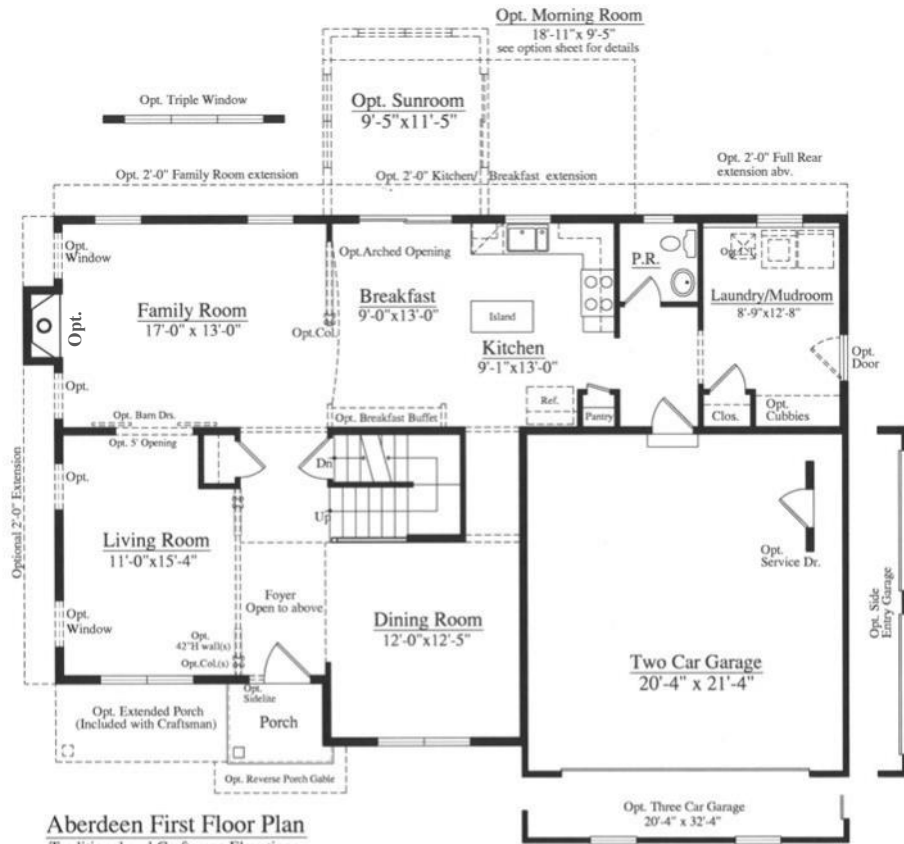 Opt. Morning Room
18'-11"x 9'-5"
see option sheet for details
Opt. Triple Window
Opt. Sunroom
9'-5"x11'-5"
Opt. 2'-0" Family Room extension
Opt. 2'-0" Kitchen/ Breakfast extension
Opt. 2'-0" Full Rear
extension abv.
Opt.
Window
Opt.Arched Opening
P.R.
Family Room
17'-0" x 13'-0"
Opt.
Opt.Col.
Breakfast
9'-0"x13'-0"
Island
Kitchen
9'-1"x13'-0"
Laundry/Mudroom
8'-9"x12'-8"
Opt.
Door
Opt.
Opt. Barn Drs.
Opt. 5' Opening
Opt. Breakfast Buffet
Ref.
Pantry
Clos.
Opt.
Cubbies
Optional 2'-0" Extension
Opt.
Dn
Up
Living Room
11'-0"x15'-4"
Opt.
Window
Foyer
Open to above
Opt.
42"H wall(s)
Opt.Col.(s)
Dining Room
12'-0"x12'-5"
Opt.
Service Dr.
Opt. Side
Entry Garage
Two Car Garage
20'-4" x 21'-4"
Opt.
Sidelite
Opt. Extended Porch
(Included with Craftsman)
Porch
Opt. Reverse Porch Gable
Opt. Three Car Garage
20'-4" x 32'-4"
Aberdeen First Floor Plan